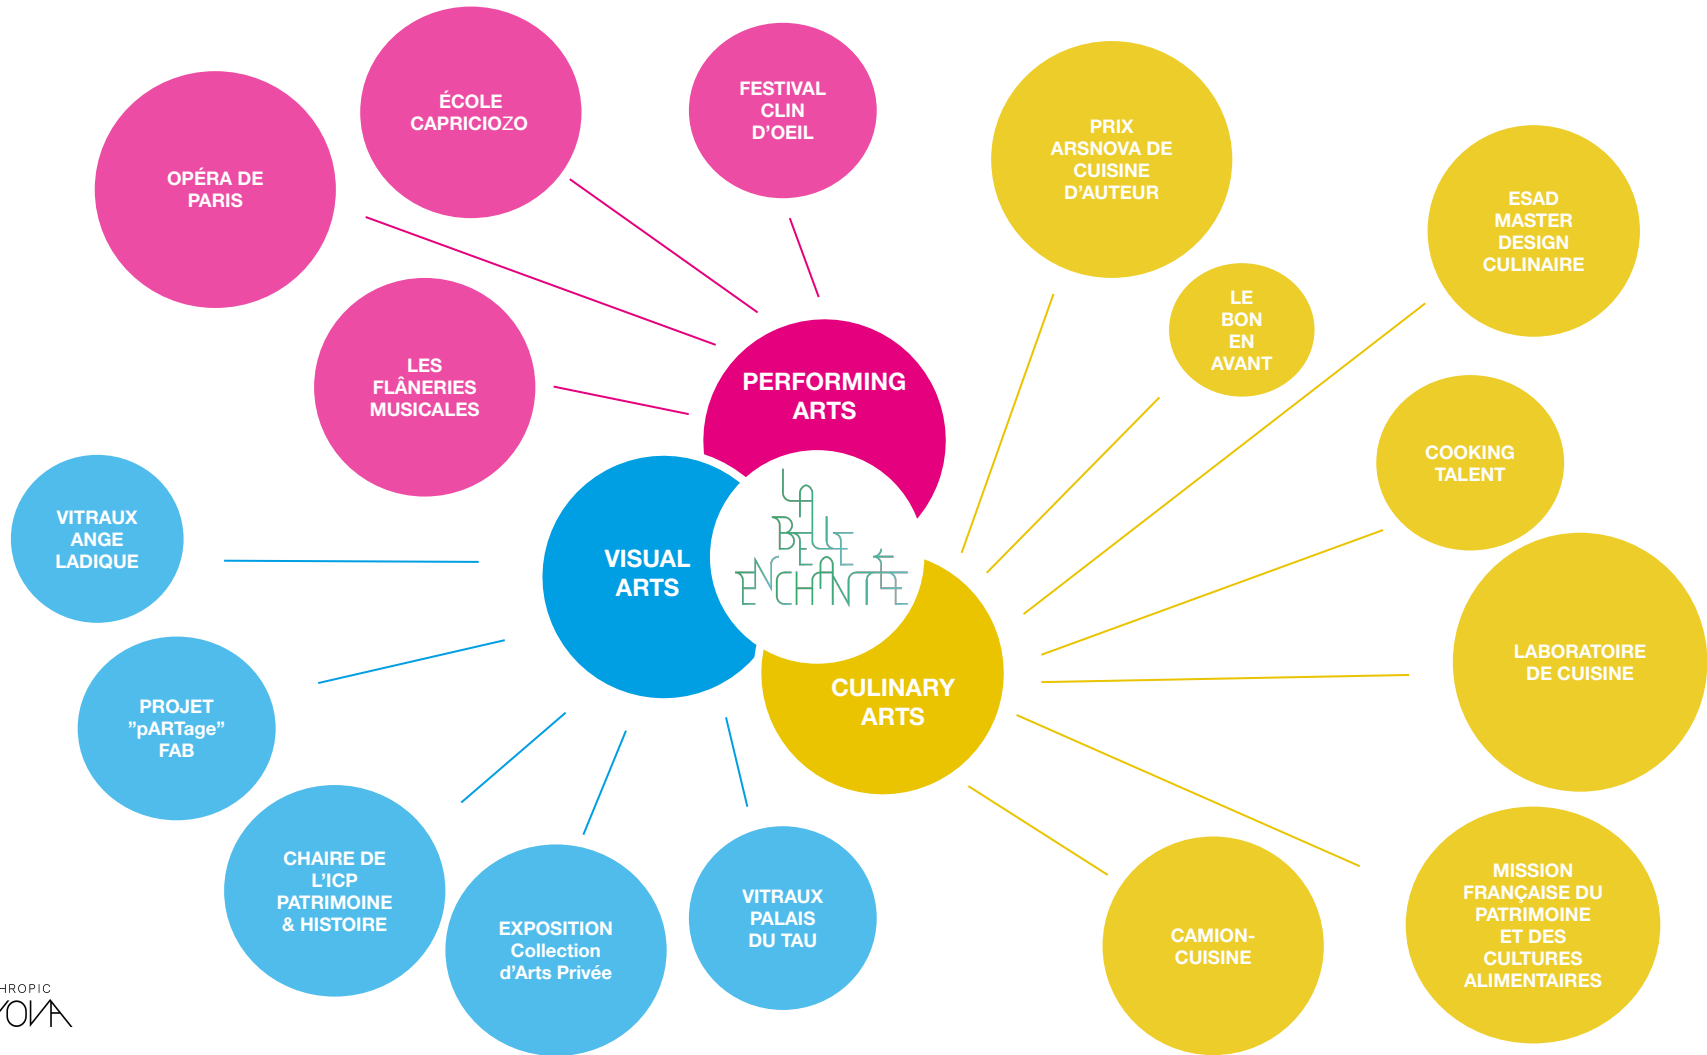 OPÉRA DE
PARIS
ÉCOLE
CAPRICIOZO
FESTIVAL
CLIN
D’OEIL
LES
FLÂNERIES
MUSICALES
PERFORMING
ARTS
PRIX
ARSNOVA DE
CUISINE
D’AUTEUR
LE
BON
EN
AVANT
ESAD
MASTER
DESIGN
CULINAIRE
COOKING
TALENT
LABORATOIRE
DE CUISINE
MISSION
FRANÇAISE DU
PATRIMOINE
ET DES
CULTURES
ALIMENTAIRES
CAMION-
CUISINE
CULINARY
ARTS
LA
BELLE
ENCHANTÉE
VISUAL
ARTS
VITRAUX
ANGE
LADIQUE
PROJET
”pARTage”
FAB
CHAIRE DE
L’ICP
PATRIMOINE
& HISTOIRE
EXPOSITION
Collection
d’Arts Privée
VITRAUX
PALAIS
DU TAU